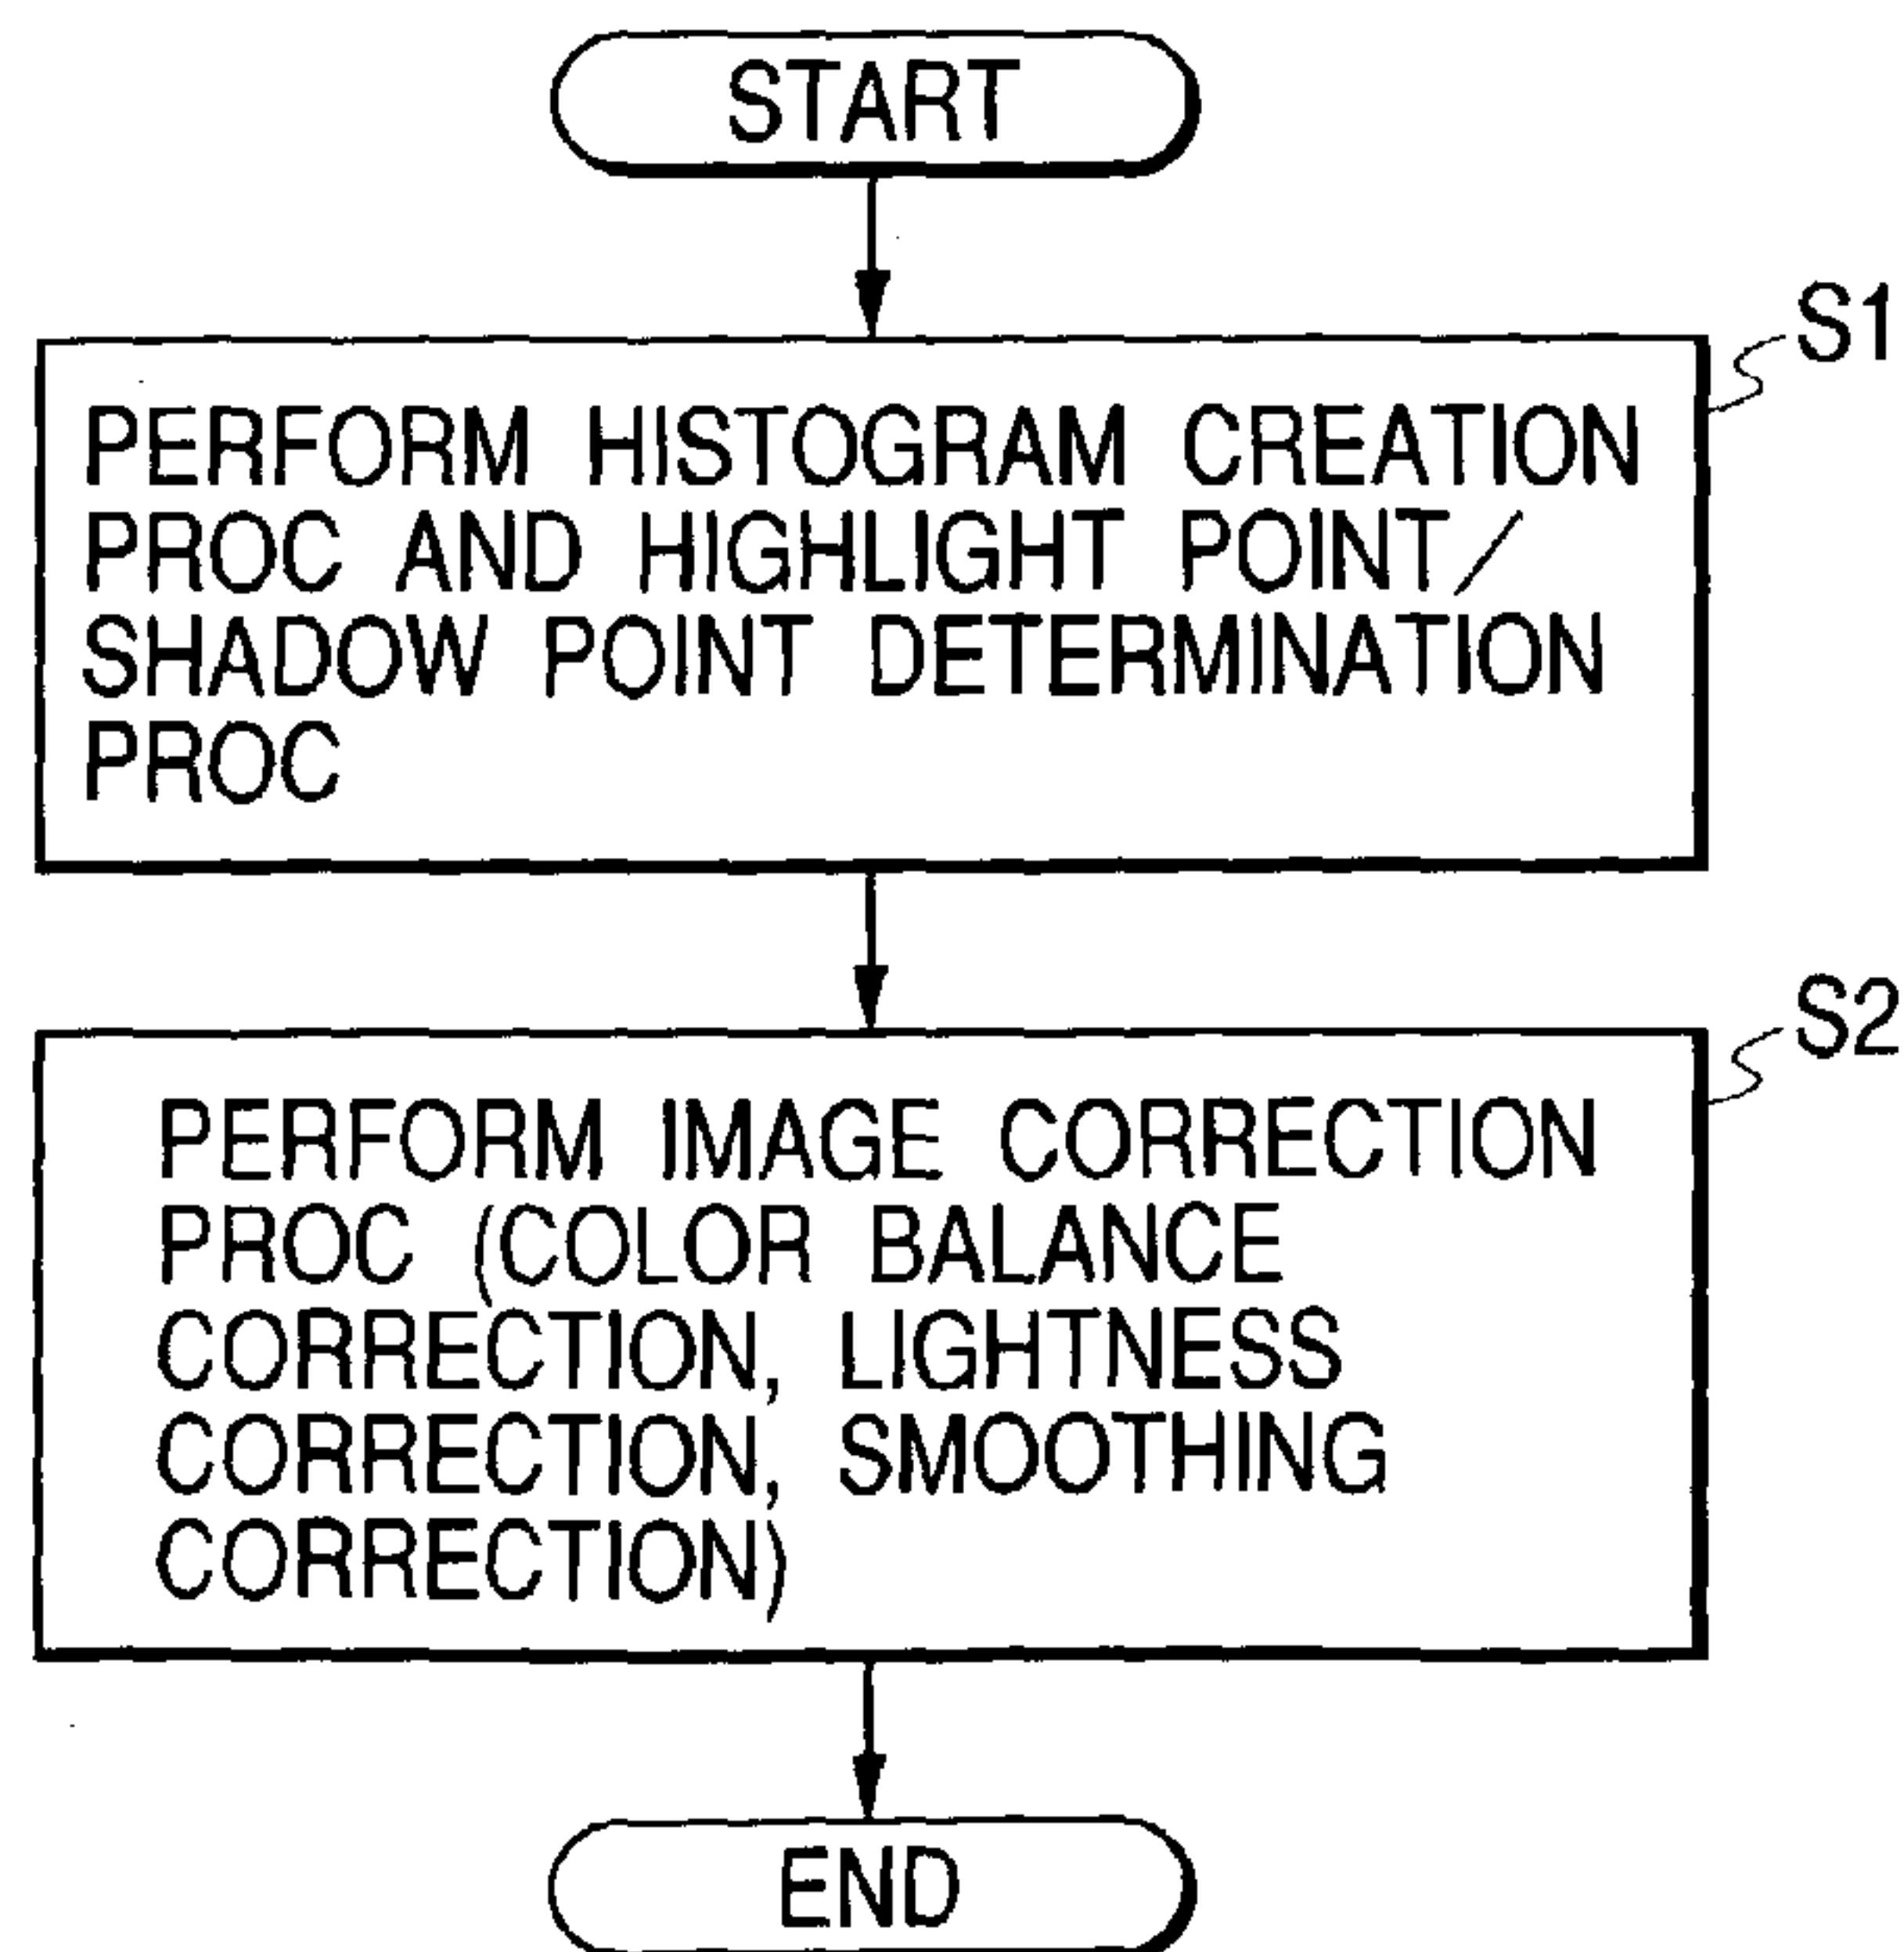 START
S1
PERFORM HISTOGRAM CREATION
PROC AND HIGHLIGHT POINT/
SHADOW POINT DETERMINATION
PROC
S2
PERFORM IMAGE CORRECTION
PROC (COLOR BALANCE
CORRECTION, LIGHTNESS
CORRECTION, SMOOTHING
CORRECTION)
END